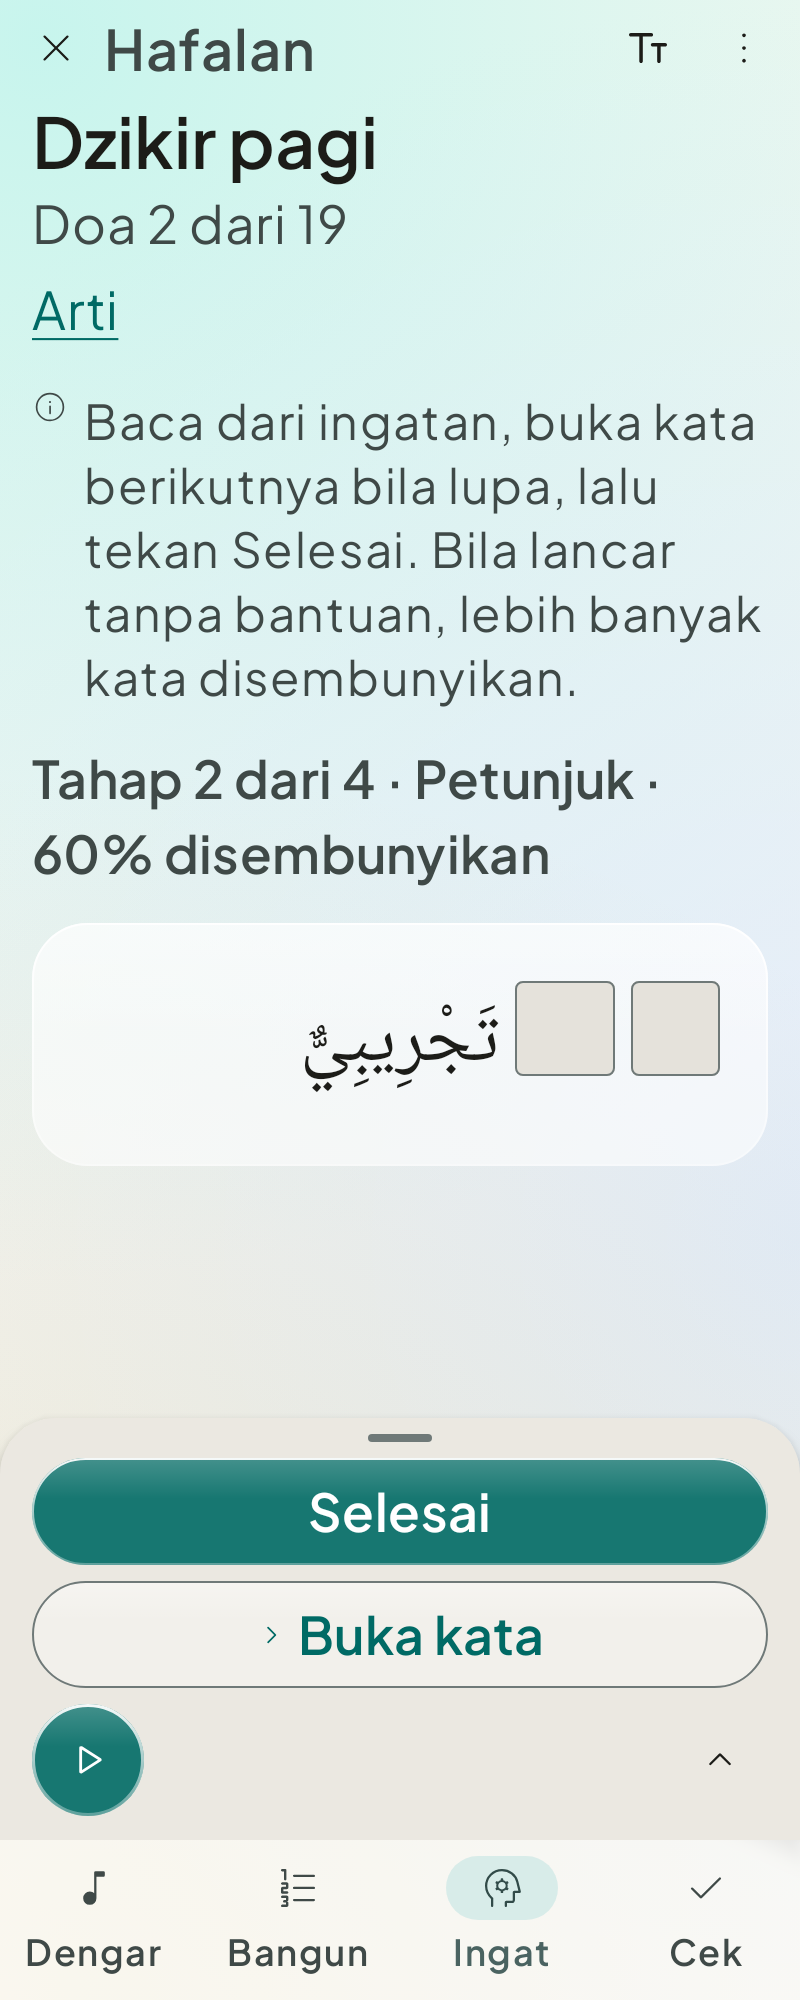 Hafalan
Dzikir pagi
Doa 2 dari 19
Arti
Baca dari ingatan, buka kata
berikutnya bila lupa, lalu
tekan Selesai. Bila lancar
tanpa bantuan, lebih banyak
kata disembunyikan.
Tahap 2 dari 4 · Petunjuk ·
60% disembunyikan
تَجْرِيبِيٌّ
Selesai
Buka kata
Dengar
Bangun
Ingat
Cek